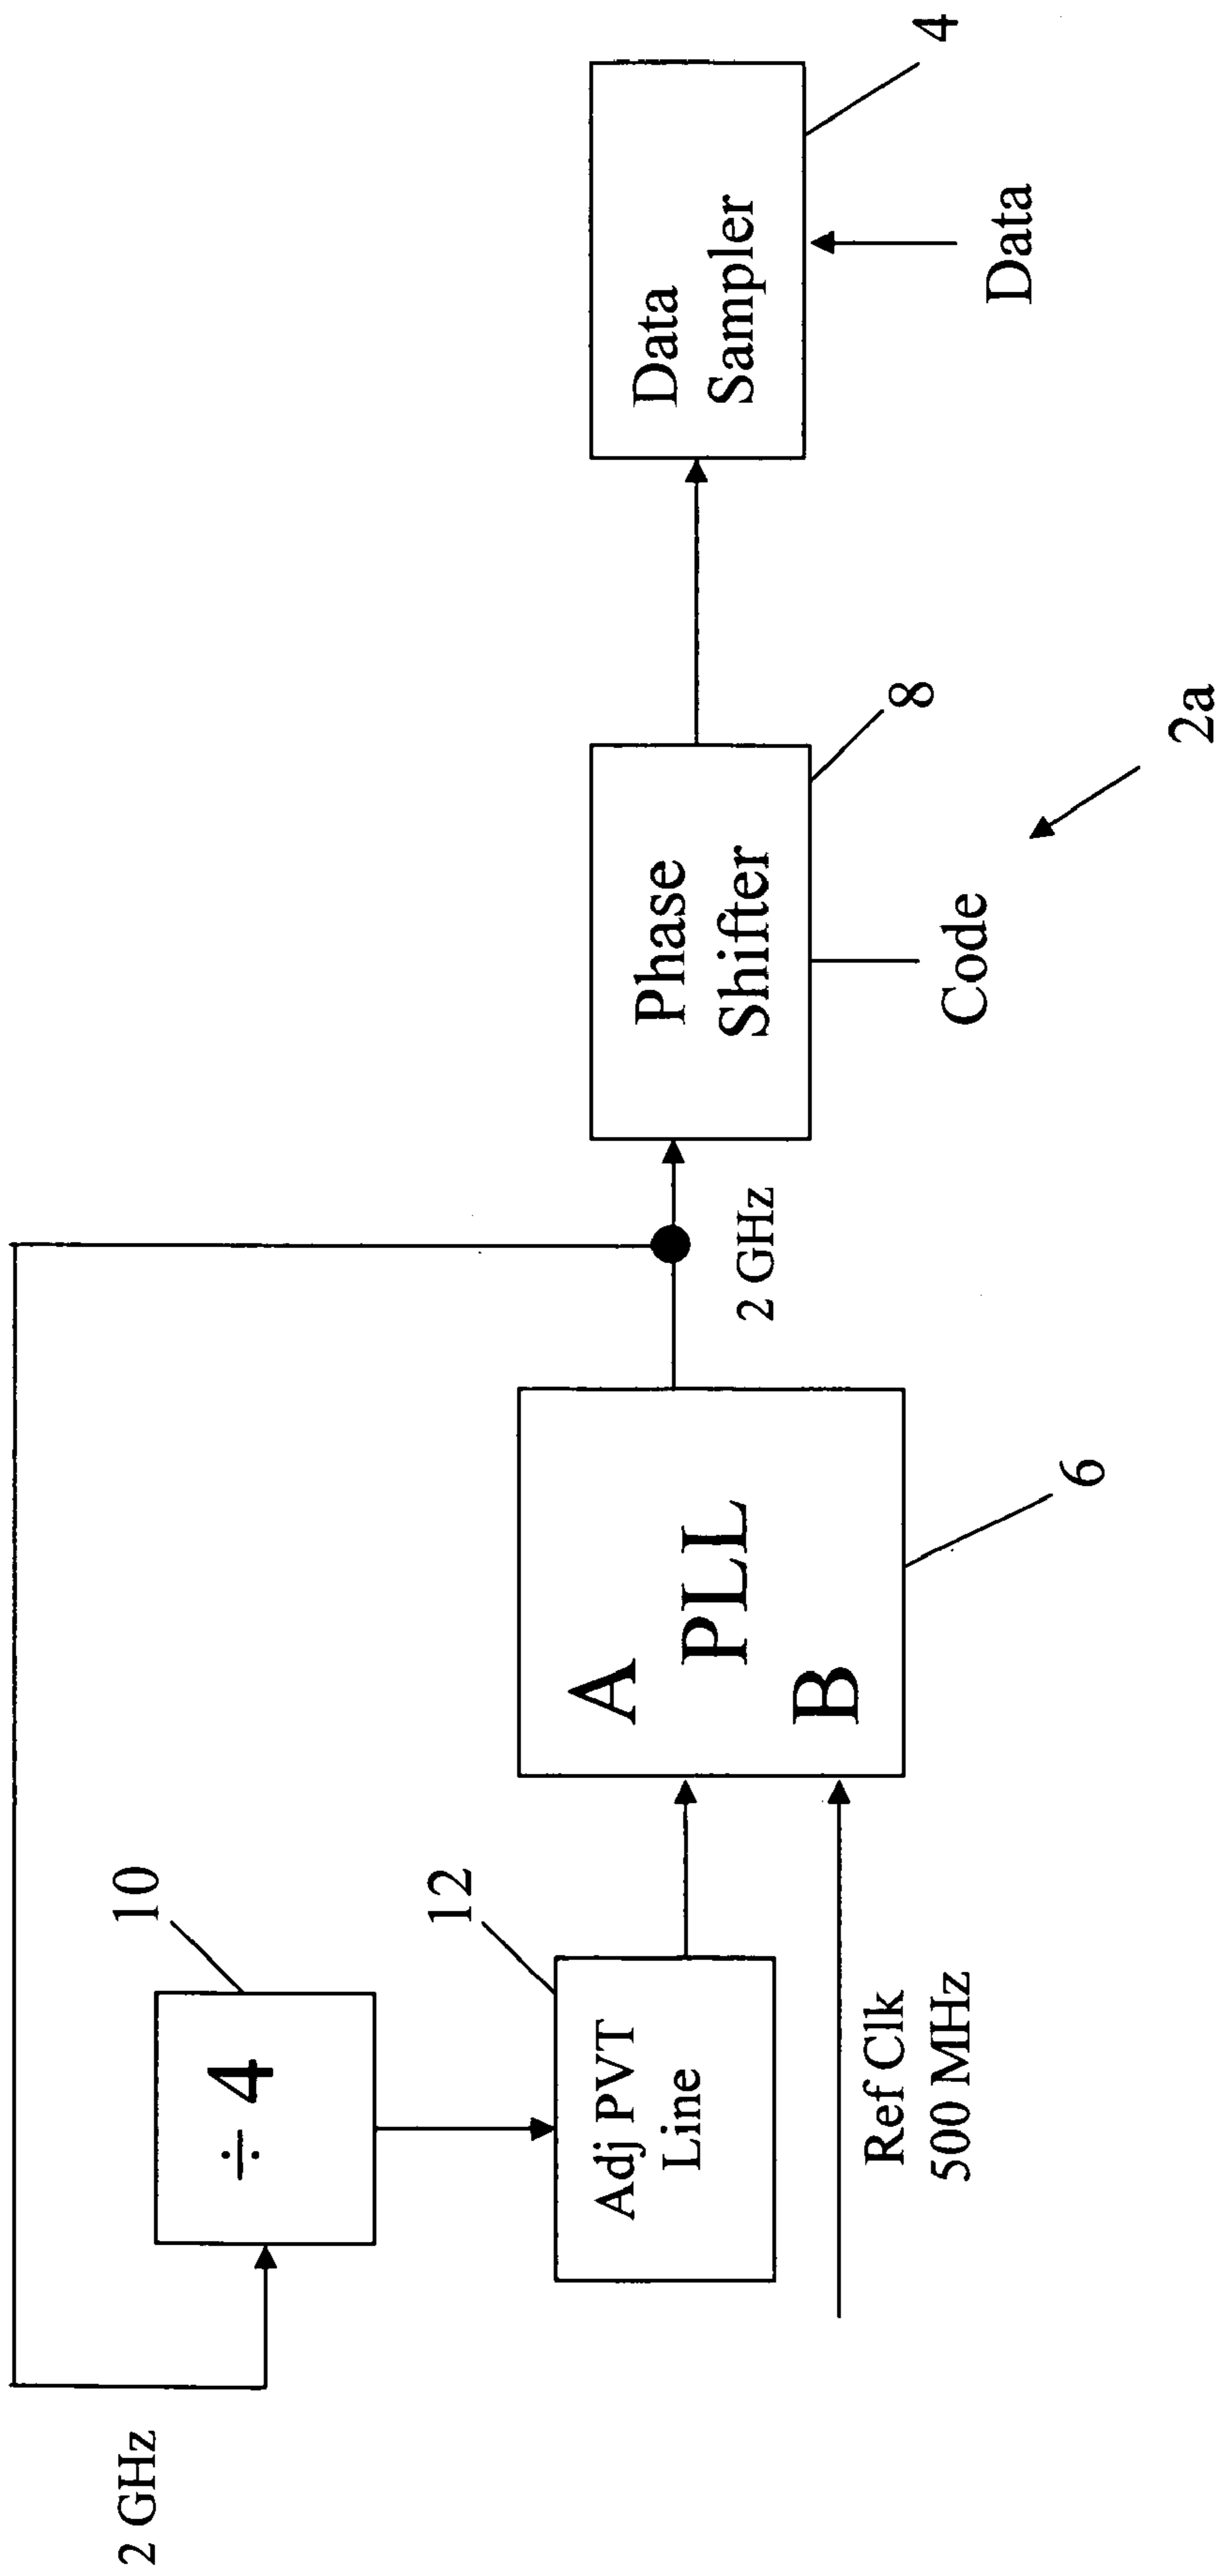 2 GHz
÷ 4
10
Adj PVT
Line
12
Ref Clk
500 MHz
A
PLL
B
6
2 GHz
Phase
Shifter
8
Code
2a
Data
Sampler
4
Data